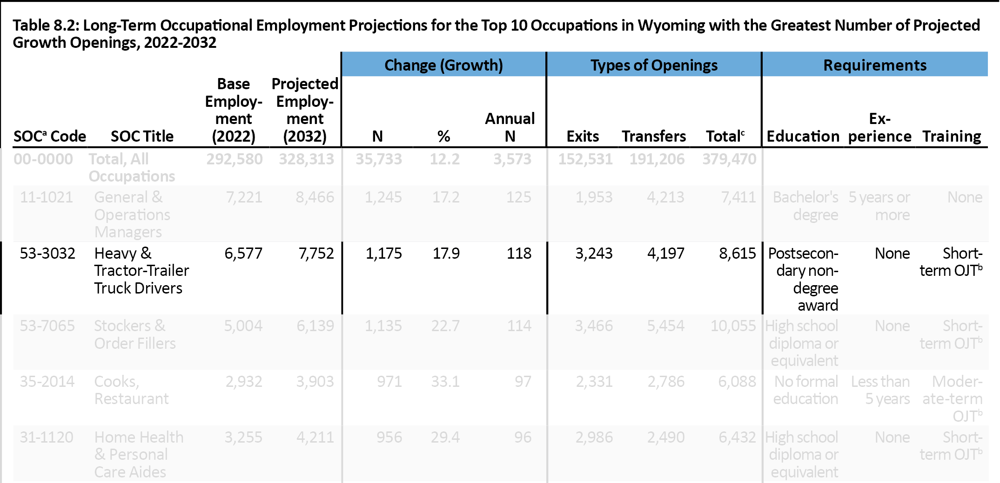 Table 8.2: Long-Term Occupational Employment Projections for the Top 10 Occupations in Wyoming with the Greatest Number of Projected
Growth Openings, 2022-2032
Change (Growth) Types of Openings Requirements
Base Projected
Employ- Employ-
ment ment Annual Ex-
SOCa Code SOC Title (2022) (2032) N % N Exits Transfers Totalc Education perience Training
00-0000 Total, All 292,580 328,313 35,733 12.2 3,573 152,531 191,206 379,470
Occupations
11-1021 General & 7,221 8,466 1,245 17.2 125 1,953 4,213 7,411 Bachelor's 5 years or None
Operations degree more
Managers
53-3032 Heavy & 6,577 7,752 1,175 17.9 118 3,243 4,197 8,615 Postsecon- None Short-
Tractor-Trailer dary non- term OJTb
Truck Drivers degree
award
53-7065 Stockers & 5,004 6,139 1,135 22.7 114 3,466 5,454 10,055 High school None Short-
Order Fillers diploma or term OJTb
equivalent
35-2014 Cooks, 2,932 3,903 971 33.1 97 2,331 2,786 6,088 No formal Less than Moder-
Restaurant education 5 years ate-term
OJTb
31-1120 Home Health 3,255 4,211 956 29.4 96 2,986 2,490 6,432 High school None Short-
& Personal diploma or term OJTb
Care Aides equivalent